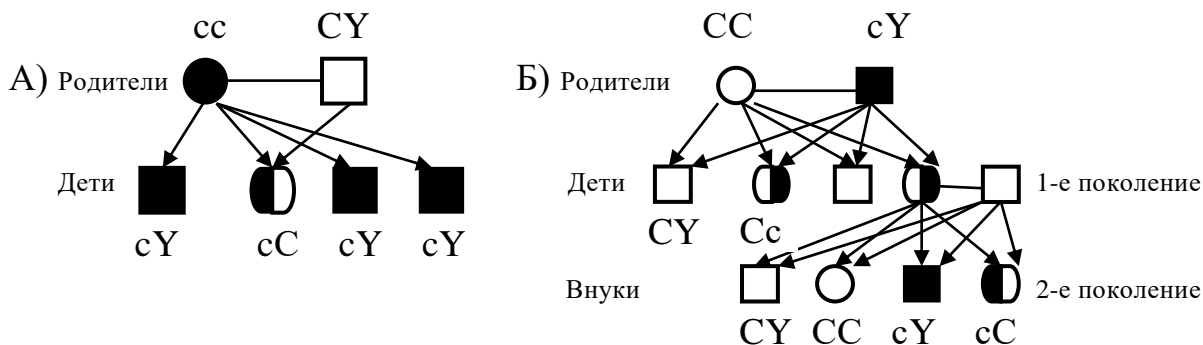 cc CY
А) Родители
Дети
cY cC cY cY
CC cY
Б) Родители
Дети 1-е поколение
CY Cc
Внуки 2-е поколение
CY CC cY cC